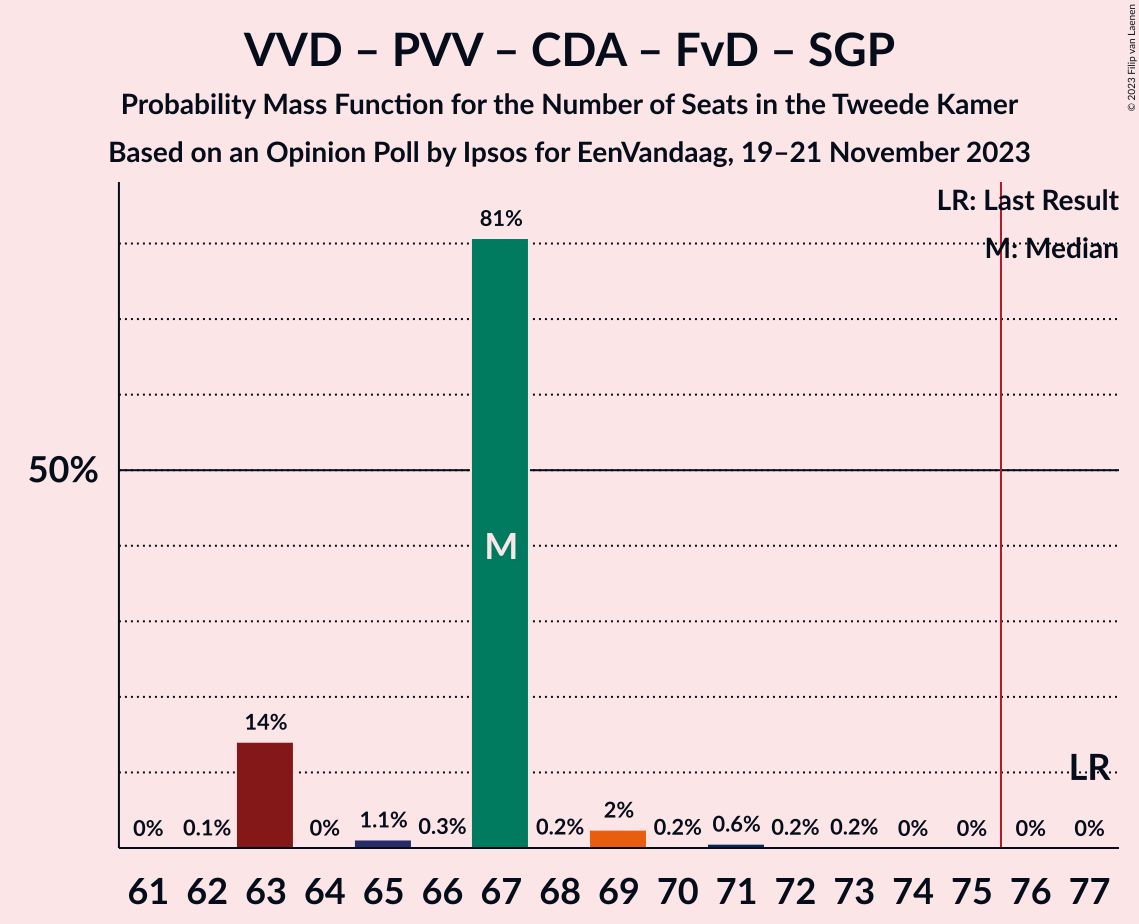 VVD – PVV – CDA – FvD – SGP
Probability Mass Function for the Number of Seats in the Tweede Kamer
Based on an Opinion Poll by Ipsos for EenVandaag, 19–21 November 2023
© 2023 Filip van Laenen
LR: Last Result
M: Median
81%
50%
M
14%
LR
0% 0.1% 0% 1.1% 0.3% 0.2% 2% 0.2% 0.6% 0.2% 0.2% 0% 0% 0% 0%
61 62 63 64 65 66 67 68 69 70 71 72 73 74 75 76 77